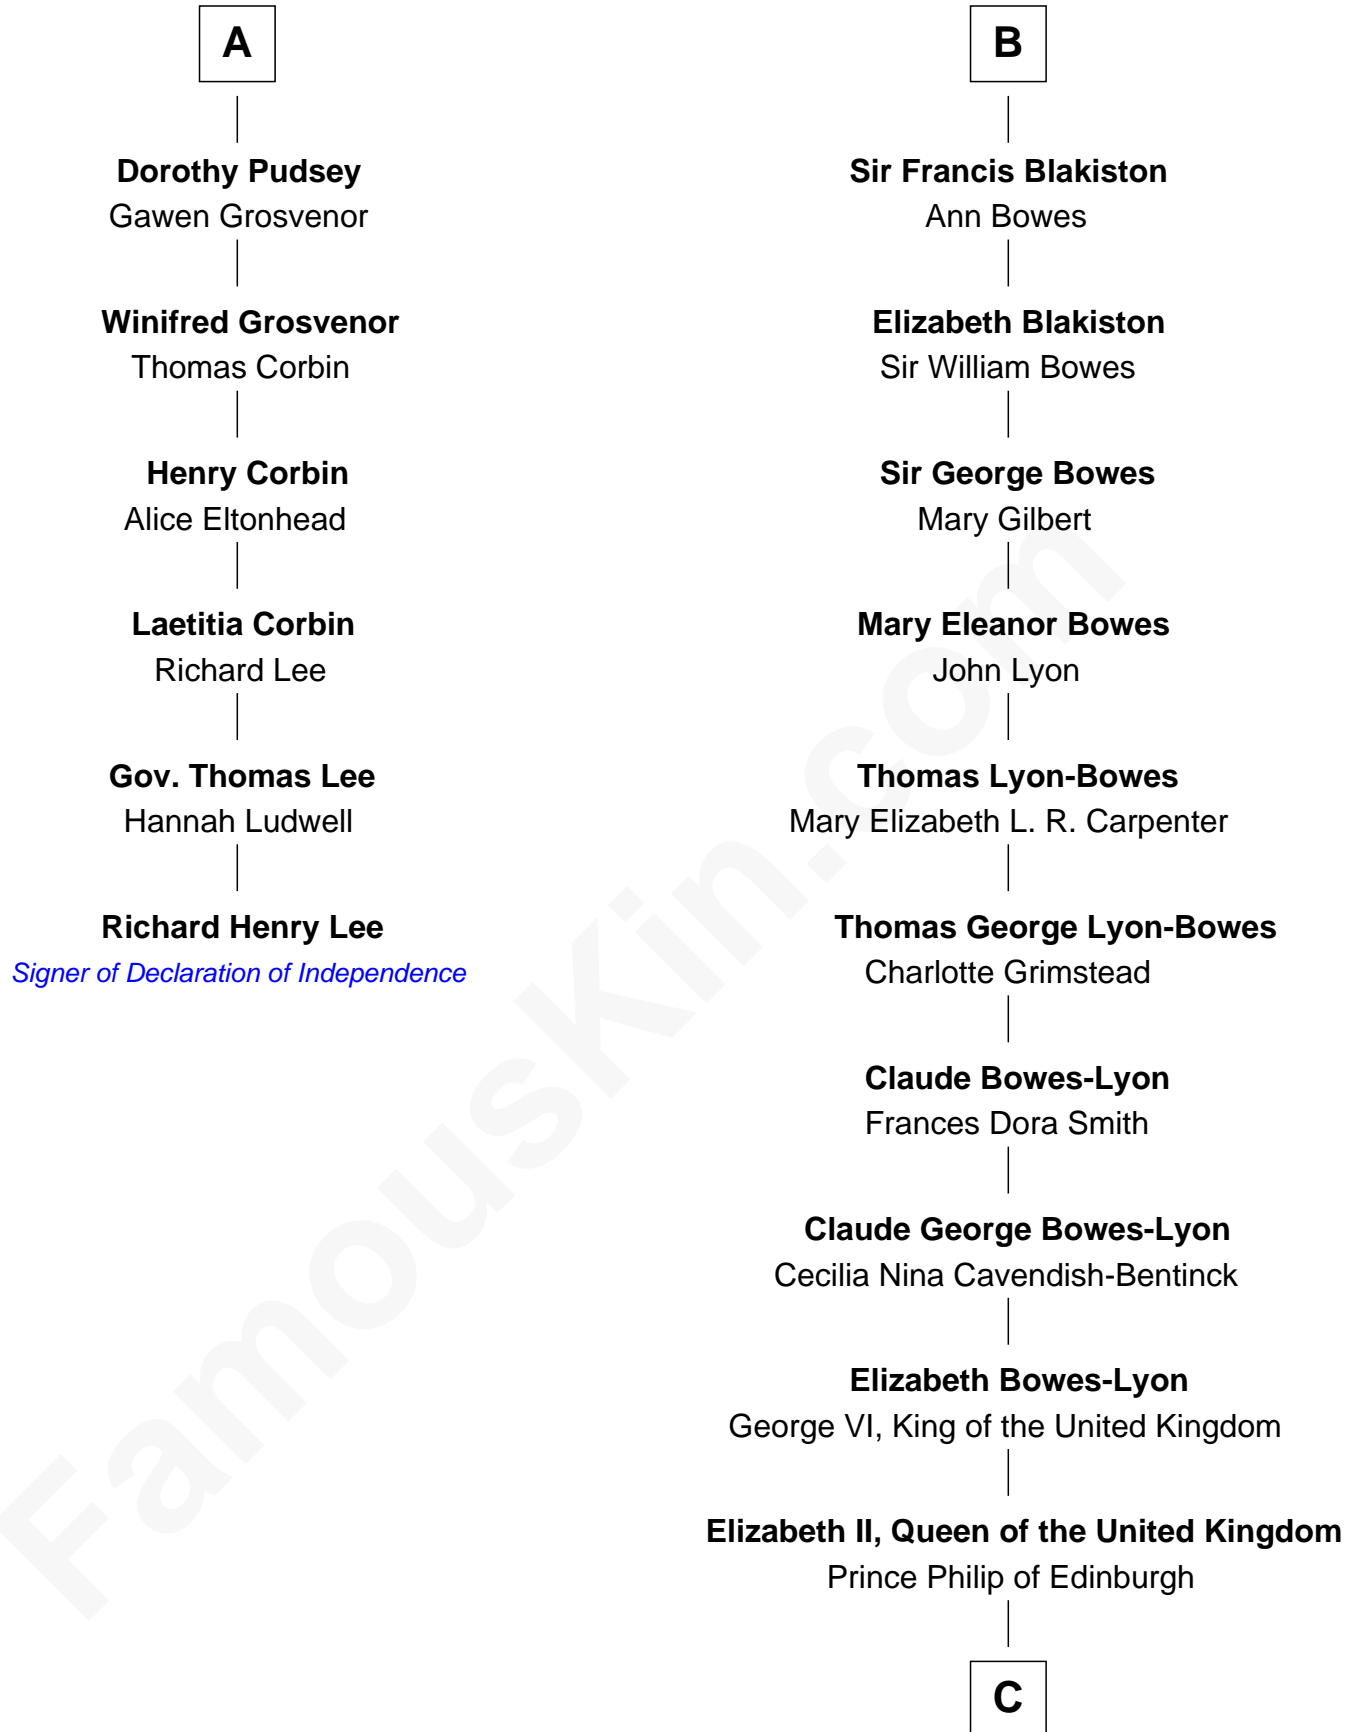 A
Dorothy Pudsey
Gawen Grosvenor
Winifred Grosvenor
Thomas Corbin
Henry Corbin
Alice Eltonhead
Laetitia Corbin
Richard Lee
Gov. Thomas Lee
Hannah Ludwell
Richard Henry Lee
Signer of Declaration of Independence
B
Sir Francis Blakiston
Ann Bowes
Elizabeth Blakiston
Sir William Bowes
Sir George Bowes
Mary Gilbert
Mary Eleanor Bowes
John Lyon
Thomas Lyon-Bowes
Mary Elizabeth L. R. Carpenter
Thomas George Lyon-Bowes
Charlotte Grimstead
Claude Bowes-Lyon
Frances Dora Smith
Claude George Bowes-Lyon
Cecilia Nina Cavendish-Bentinck
Elizabeth Bowes-Lyon
George VI, King of the United Kingdom
Elizabeth II, Queen of the United Kingdom
Prince Philip of Edinburgh
C
FamousKin.com